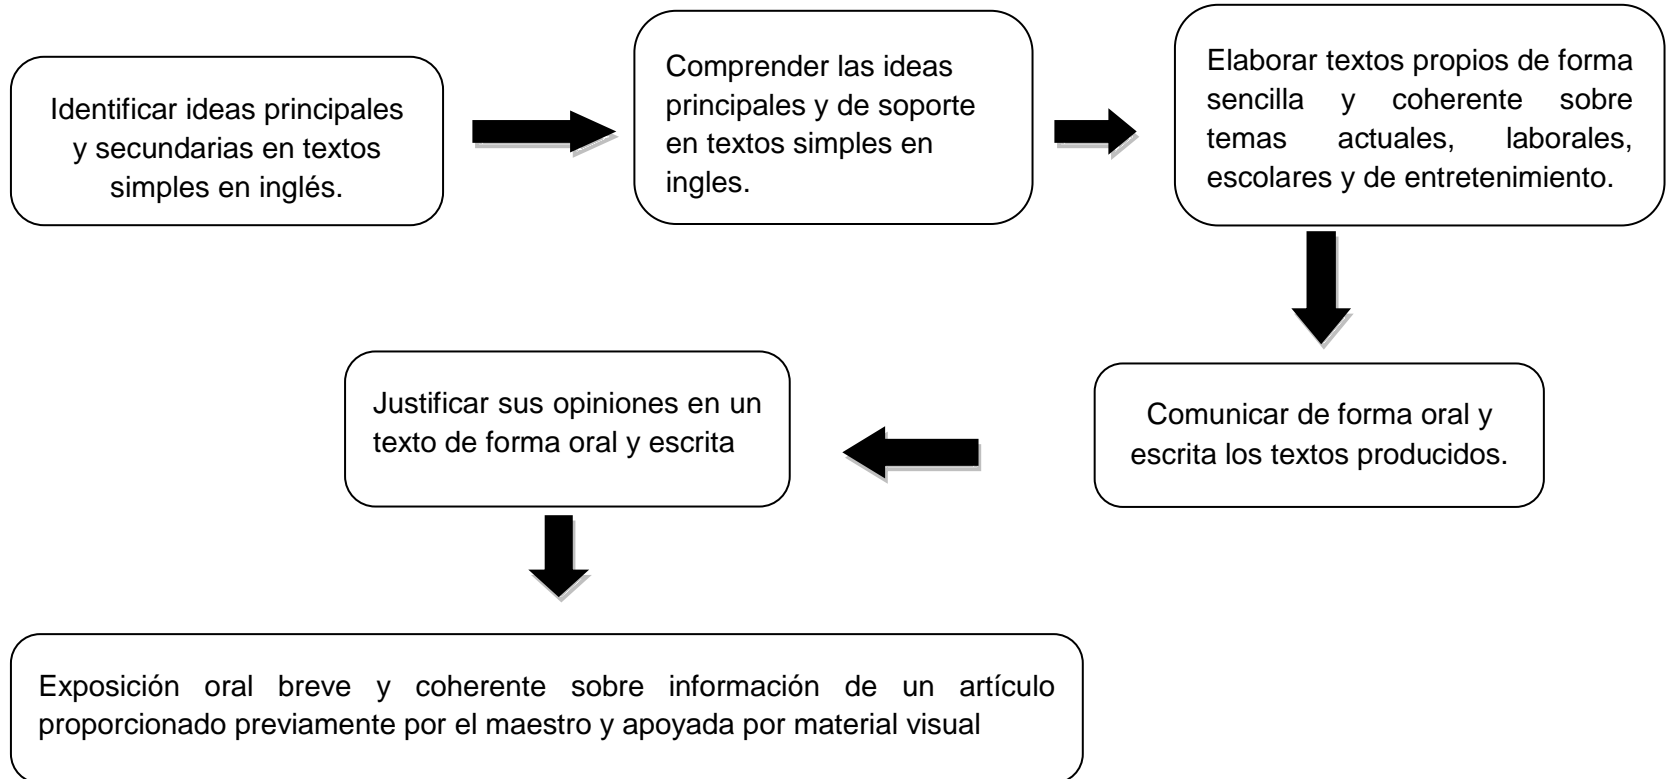 Identificar ideas principales
y secundarias en textos
simples en inglés.
Comprender las ideas
principales y de soporte
en textos simples en
ingles.
Elaborar textos propios de forma
sencilla y coherente sobre
temas actuales, laborales,
escolares y de entretenimiento.
Comunicar de forma oral y
escrita los textos producidos.
Justificar sus opiniones en un
texto de forma oral y escrita
Exposición oral breve y coherente sobre información de un artículo
proporcionado previamente por el maestro y apoyada por material visual